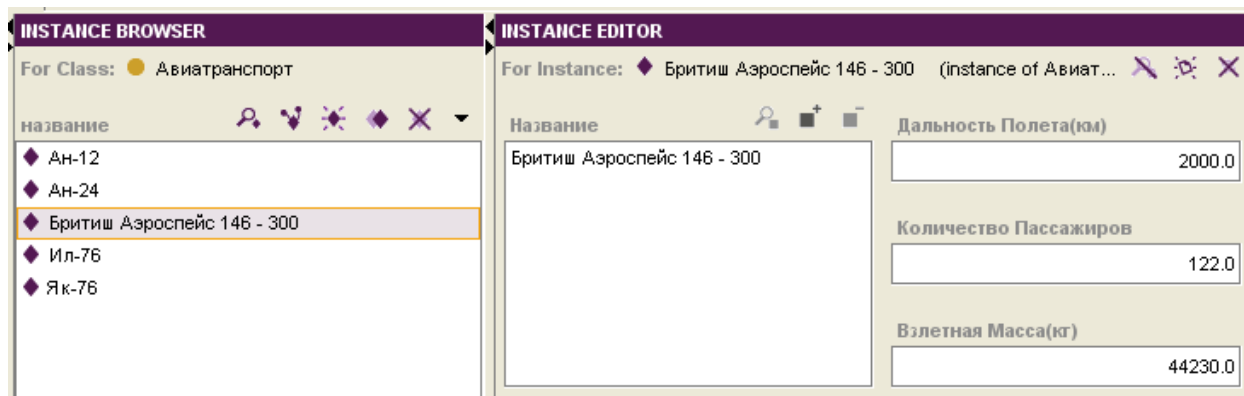 INSTANCE BROWSER
For Class: Авиатранспорт
название
Ан-12
Ан-24
Бритиш Аэроспейс 146 - 300
Ил-76
Як-76
INSTANCE EDITOR
For Instance: Бритиш Аэроспейс 146 - 300 (instance of Авиат...
Название
Бритиш Аэроспейс 146 - 300
Дальность Полета(км)
2000.0
Количество Пассажиров
122.0
Взлетная Масса(кг)
44230.0